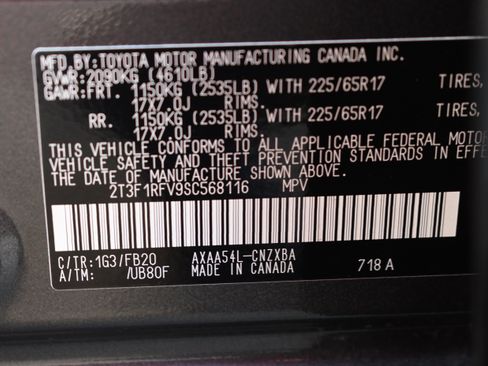 MFD.BY:TOYOTA MOTOR MANUFACTURING CANADA INC.
GVWR:2090KG (4610LB)
GAWR:FRT. 1150KG (2535LB) WITH 225/65R17 TIRES,
17X7.0J RIMS.
RR. 1150KG (2535LB) WITH 225/65R17 TIRES,
17X7.0J RIMS.
THIS VEHICLE CONFORMS TO ALL APPLICABLE FEDERAL MOTOR
VEHICLE SAFETY AND THEFT PREVENTION STANDARDS IN EFFE
DATE OF MANUFACTURE SHOWN ABOVE.
2T3F1RFV9SC568116 MPV
C/TR:1G3/FB20 AXAA54L-CNZXBA
A/TM: /UB80F MADE IN CANADA 718 A